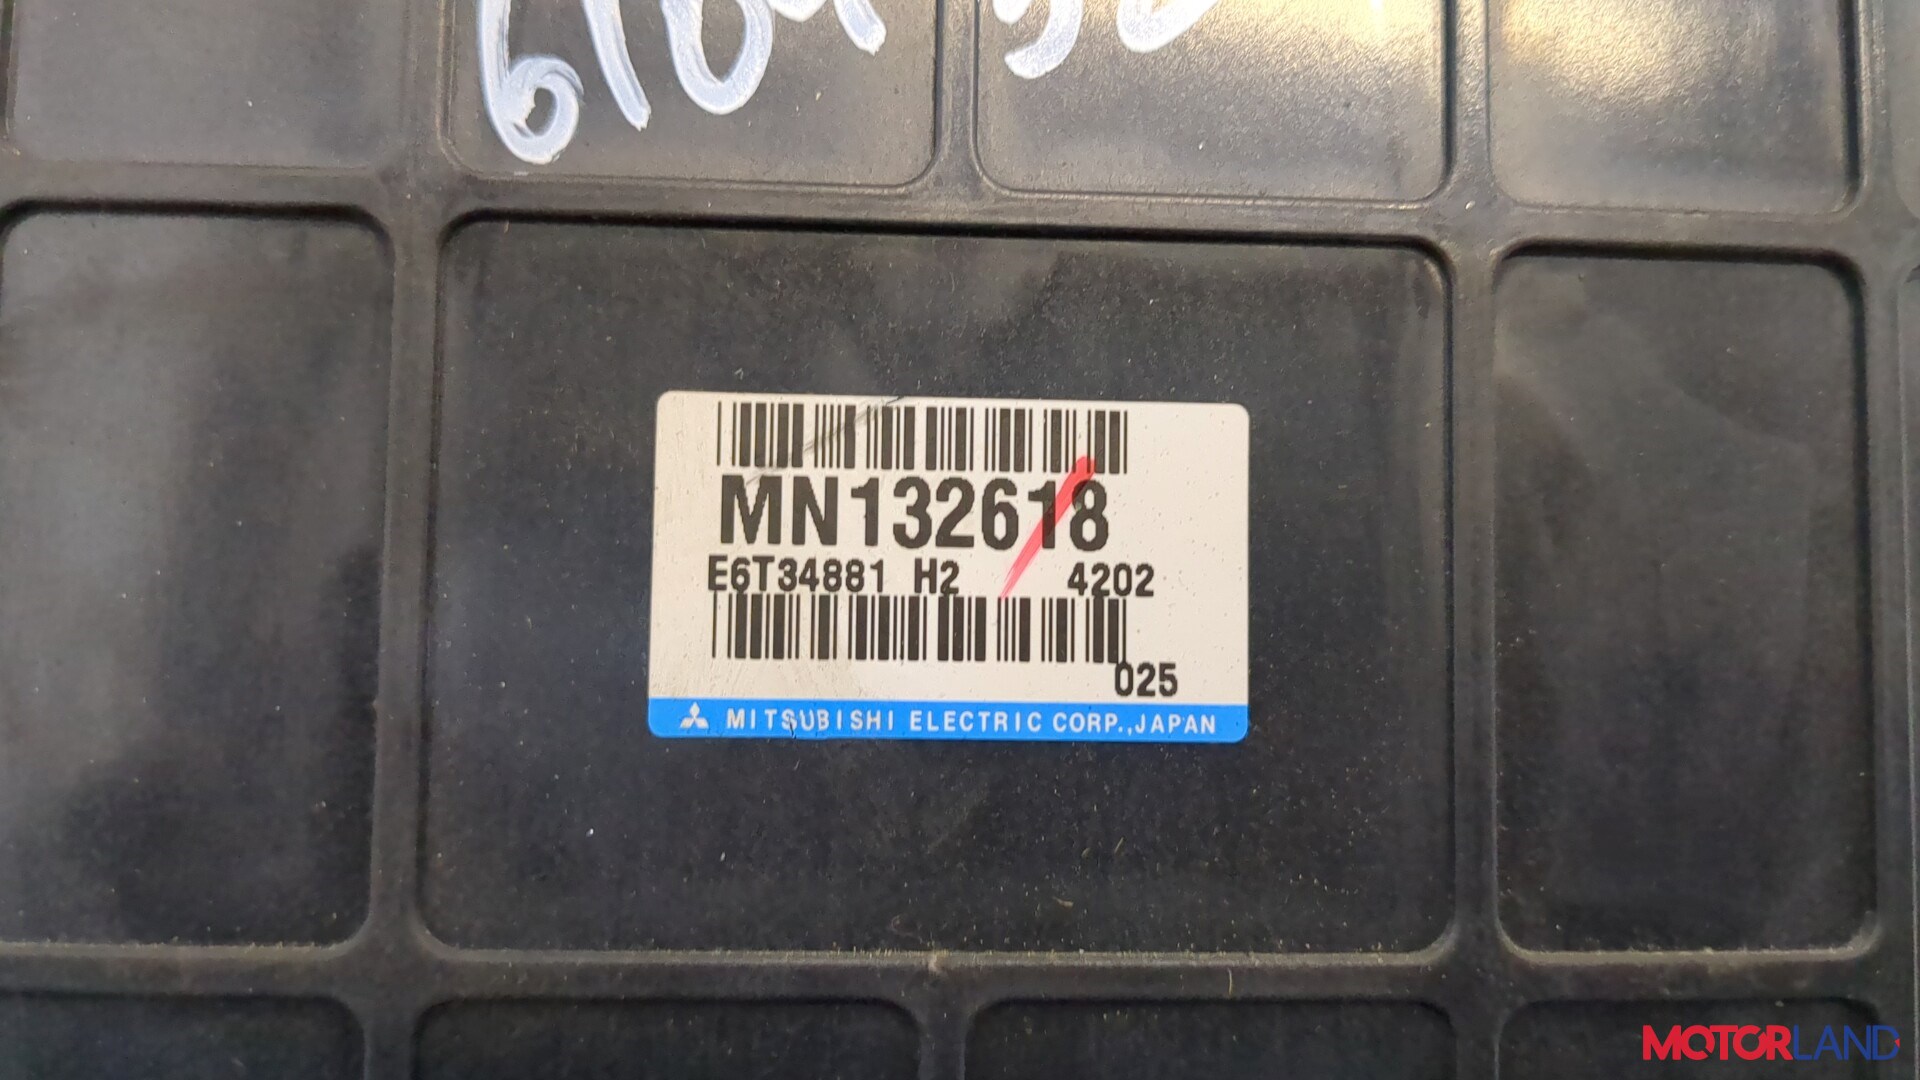 MN132618
E6T34881 H2 4202
025
MITSUBISHI ELECTRIC CORP.,JAPAN
MOTORLAND